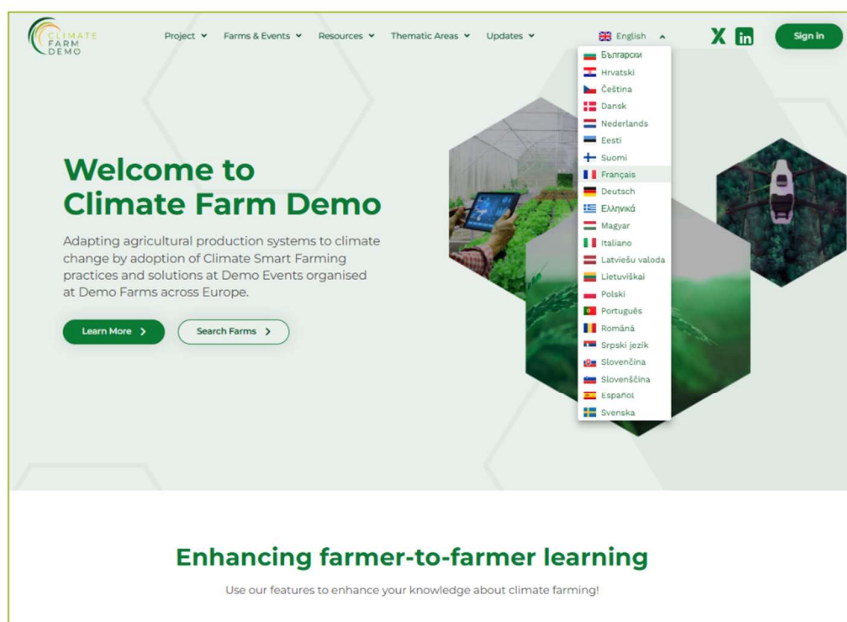 CLIMATE
FARM
DEMO
Project
Farms & Events
Resources
Thematic Areas
Updates
English
X
in
Sign in
Български
Hrvatski
Čeština
Dansk
Nederlands
Eesti
Suomi
Français
Deutsch
Ελληνικά
Magyar
Italiano
Latviešu valoda
Lietuviškai
Polski
Português
Română
Srpski jezik
Slovenčina
Slovenščina
Español
Svenska
Welcome to
Climate Farm Demo
Adapting agricultural production systems to climate
change by adoption of Climate Smart Farming
practices and solutions at Demo Events organised
at Demo Farms across Europe.
Learn More
Search Farms
Enhancing farmer-to-farmer learning
Use our features to enhance your knowledge about climate farming!